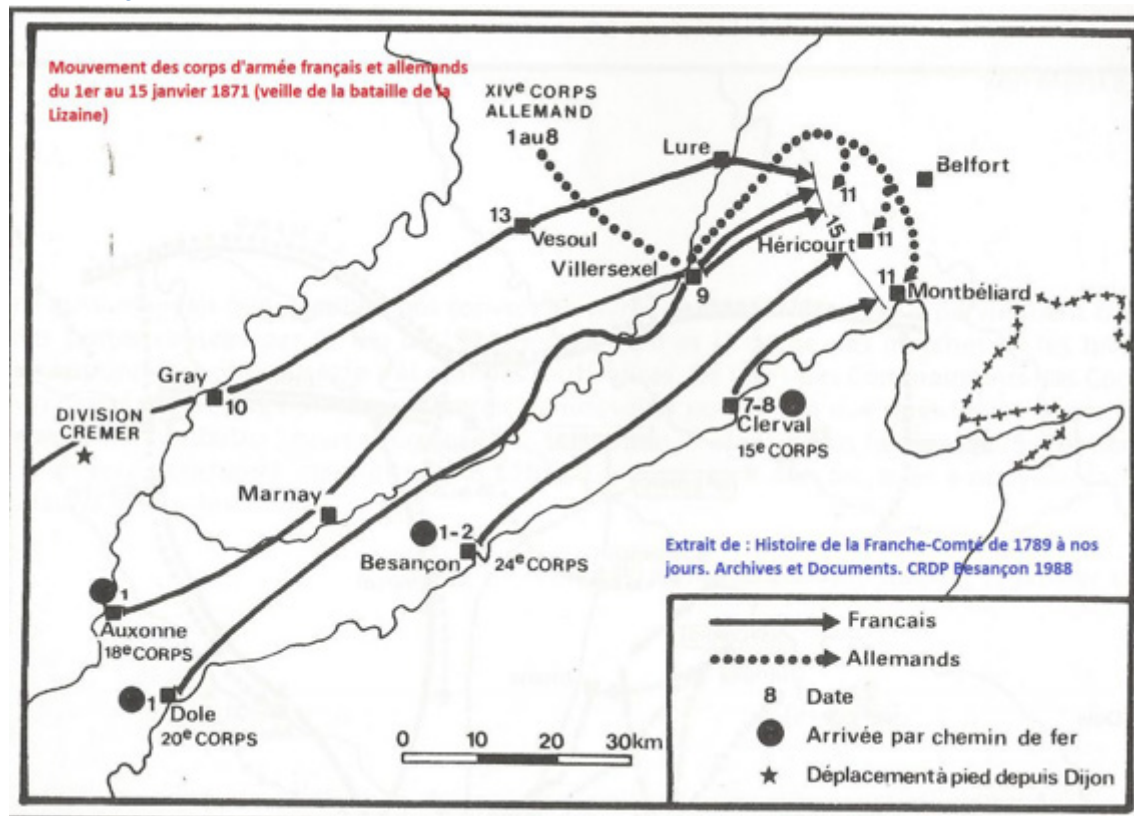 Mouvement des corps d'armée français et allemands
du 1er au 15 janvier 1871 (veille de la bataille de la
Lizaine)
XIVe CORPS
ALLEMAND
1 au 8
Lure
Belfort
11
13
Vesoul
15
Héricourt
11
Villersexel
9
11
Montbéliard
Gray
10
DIVISION
CREMER
7-8
Clerval
15e CORPS
Marnay
1-2
Besançon
24e CORPS
Extrait de : Histoire de la Franche-Comté de 1789 à nos
jours. Archives et Documents. CRDP Besançon 1988
1
Auxonne
18e CORPS
1
Dole
20e CORPS
0 10 20 30km
Francais
Allemands
8 Date
Arrivée par chemin de fer
Déplacement à pied depuis Dijon